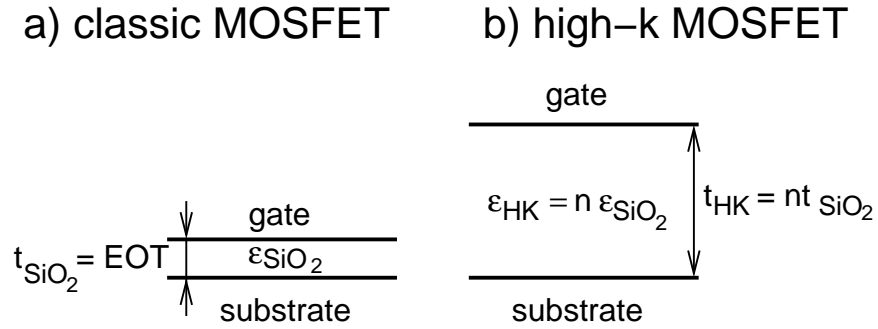 a) classic MOSFET
gate
t_SiO₂ = EOT
ε_SiO₂
substrate
b) high−k MOSFET
gate
ε_HK = n ε_SiO₂
t_HK = nt_SiO₂
substrate